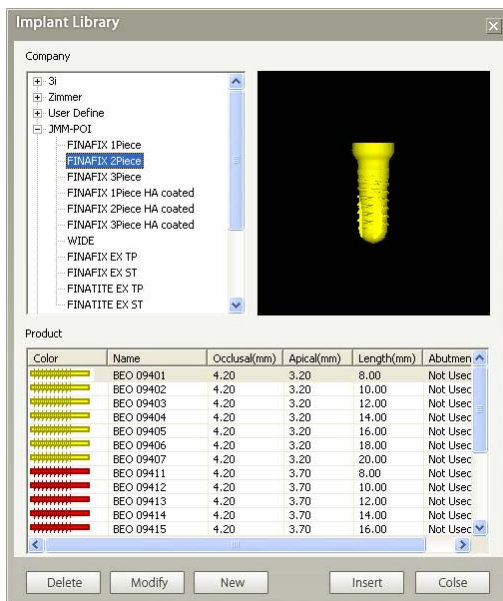 Implant Library
Company
3i
Zimmer
User Define
JMM-POI
FINAFIX 1Piece
FINAFIX 2Piece
FINAFIX 3Piece
FINAFIX 1Piece HA coated
FINAFIX 2Piece HA coated
FINAFIX 3Piece HA coated
WIDE
FINAFIX EX TP
FINAFIX EX ST
FINATITE EX TP
FINATITE EX ST
Product
Color Name Occlusal(mm) Apical(mm) Length(mm) Abutmen
BEO 09401 4.20 3.20 8.00 Not Usec
BEO 09402 4.20 3.20 10.00 Not Usec
BEO 09403 4.20 3.20 12.00 Not Usec
BEO 09404 4.20 3.20 14.00 Not Usec
BEO 09405 4.20 3.20 16.00 Not Usec
BEO 09406 4.20 3.20 18.00 Not Usec
BEO 09407 4.20 3.20 20.00 Not Usec
BEO 09411 4.20 3.70 8.00 Not Usec
BEO 09412 4.20 3.70 10.00 Not Usec
BEO 09413 4.20 3.70 12.00 Not Usec
BEO 09414 4.20 3.70 14.00 Not Usec
BEO 09415 4.20 3.70 16.00 Not Usec
Delete Modify New Insert Colse